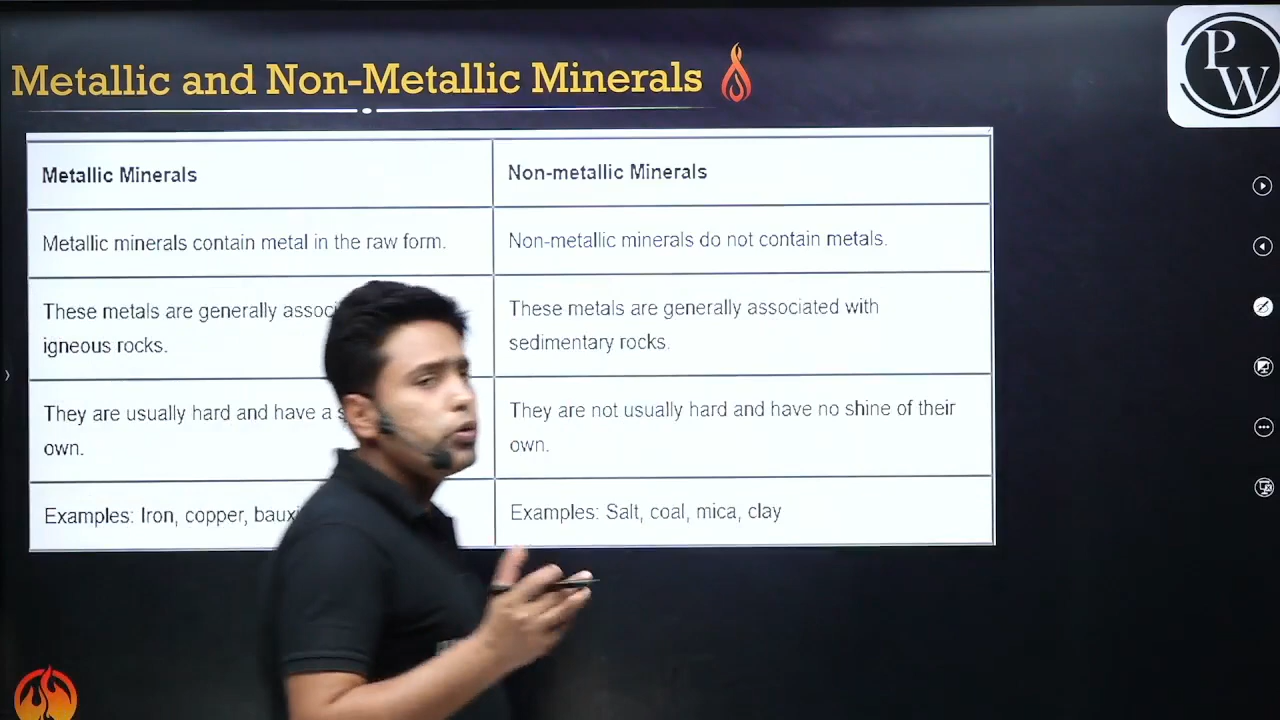 Metallic and Non-Metallic Minerals
P
W
Metallic Minerals
Non-metallic Minerals
Metallic minerals contain metal in the raw form.
Non-metallic minerals do not contain metals.
These metals are generally
igneous rocks.
These metals are generally associated with
sedimentary rocks.
They are usually hard and have a
own.
They are not usually hard and have no shine of their
own.
Examples: Iron, copper,
Examples: Salt, coal, mica, clay